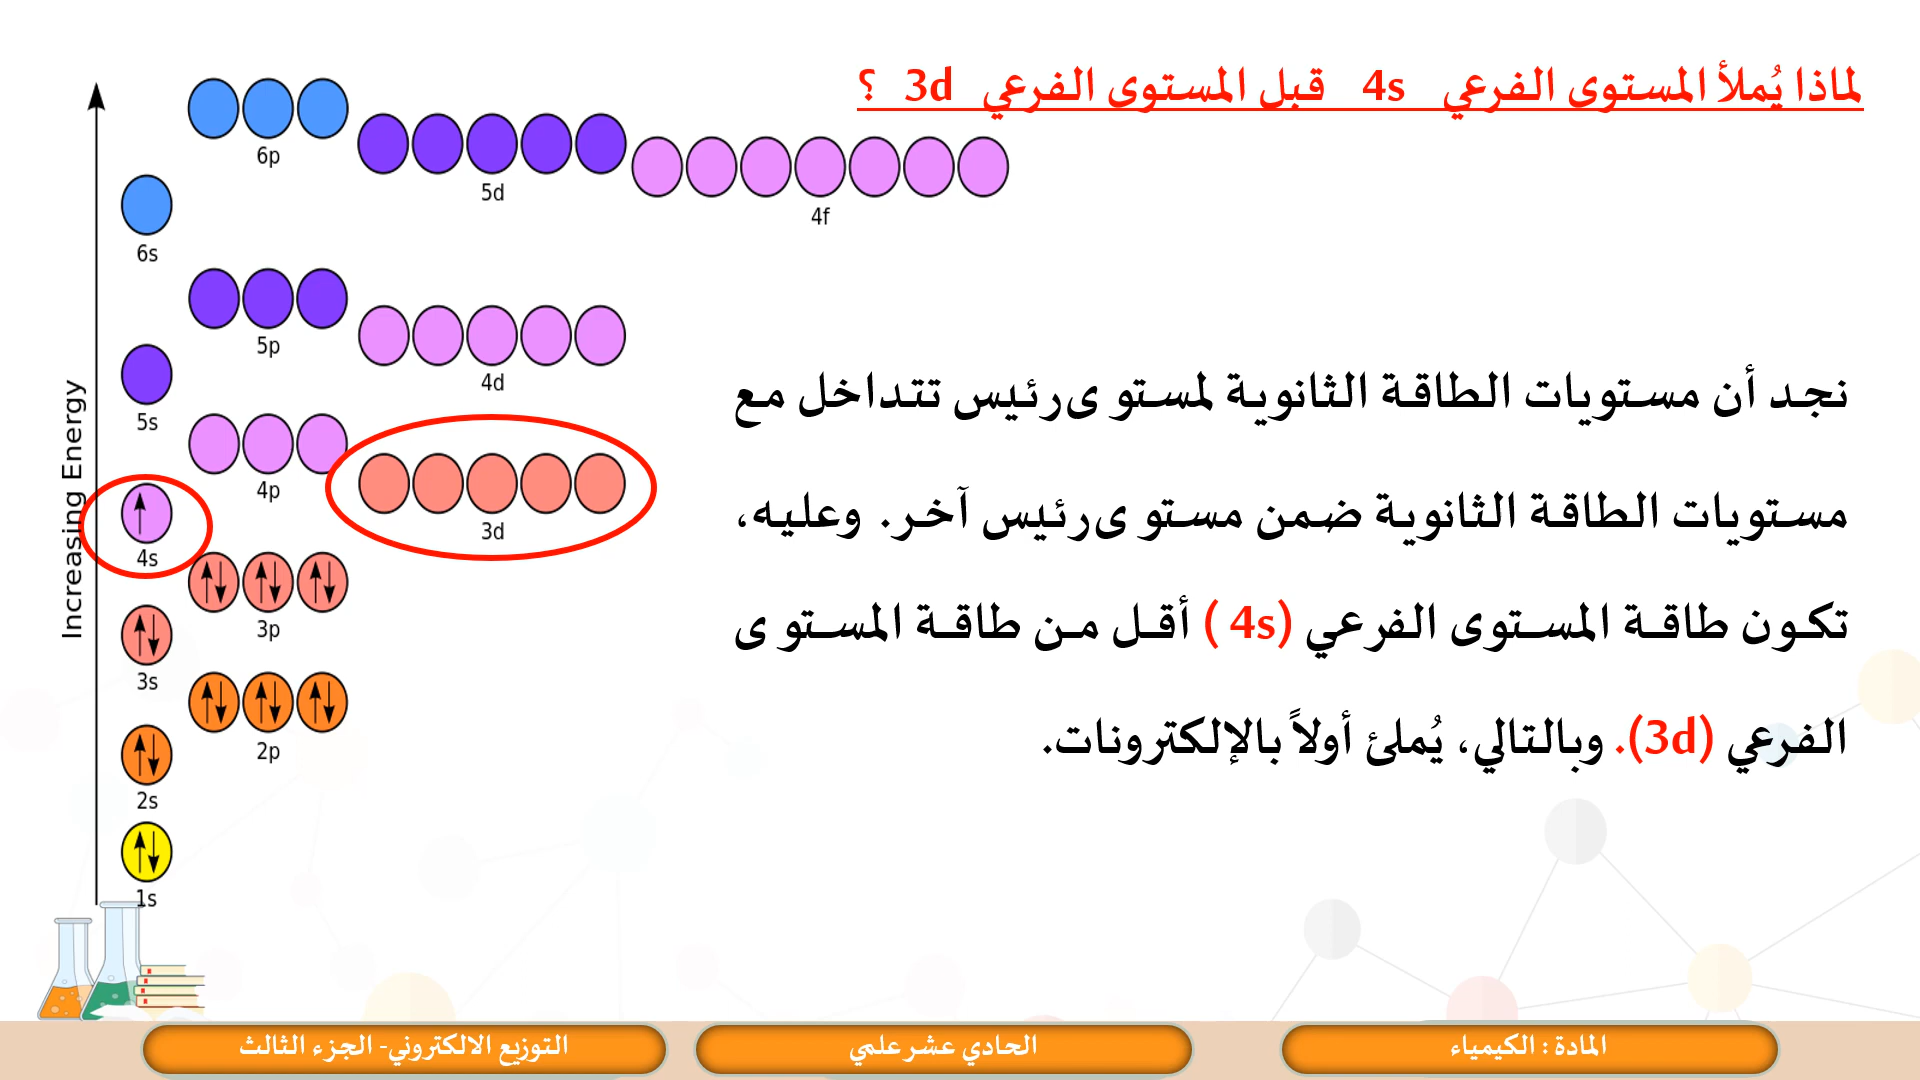 لماذا يُملأ المستوى الفرعي 4s قبل المستوى الفرعي 3d ؟
6p
5d
4f
6s
5p
4d
5s
4p
3d
4s
3p
3s
2p
2s
1s
Increasing Energy
نجد أن مستويات الطاقة الثانوية لمستو ى رئيس تتداخل مع
مستويات الطاقة الثانوية ضمن مستو ى رئيس آخر. وعليه،
تكون طاقة المستوى الفرعي (4s ) أقل من طاقة المستو ى
الفرعي (3d). وبالتالي، يُملئ أولاً بالإلكترونات.
المادة : الكيمياء
الحادي عشر علمي
التوزيع الالكتروني- الجزء الثالث